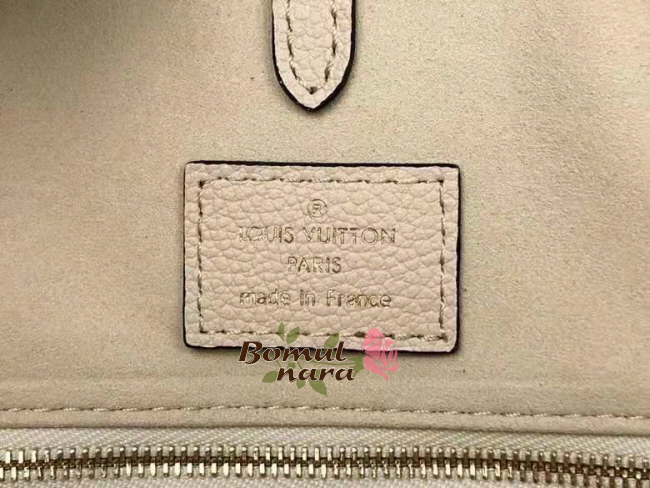 ®
LOUIS VUITTON
PARIS
made in France
Bomul
nara